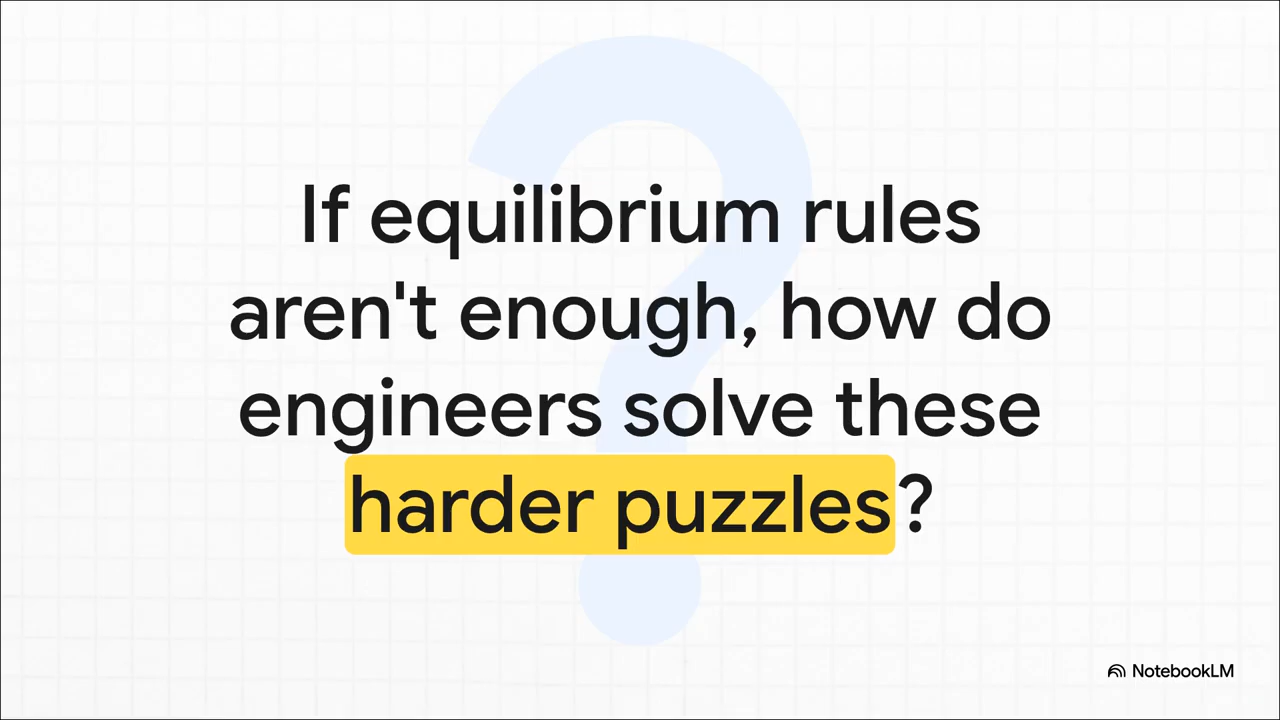 If equilibrium rules
aren't enough, how do
engineers solve these
harder puzzles?
NotebookLM